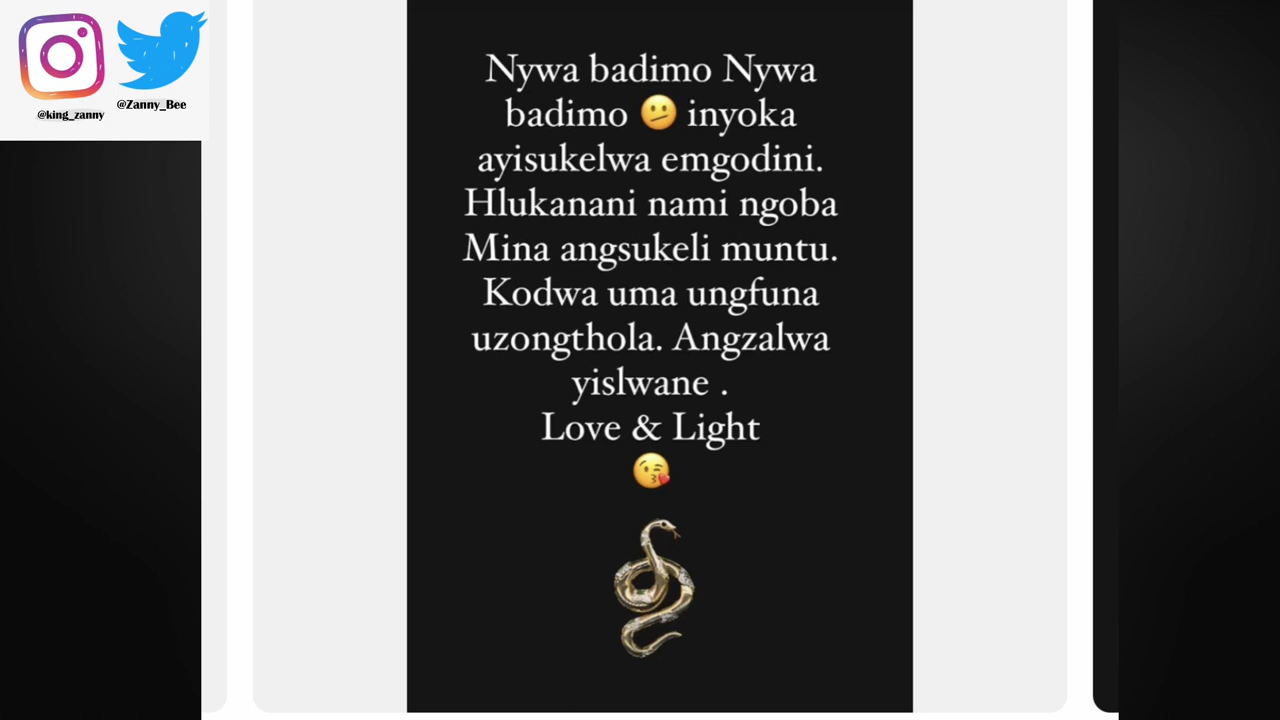 @king_zanny
@Zanny_Bee
Nywa badimo Nywa
badimo 🫤 inyoka
ayisukelwa emgodini.
Hlukanani nami ngoba
Mina angsukeli muntu.
Kodwa uma ungfuna
uzongthola. Angzalwa
yislwane .
Love & Light
😘